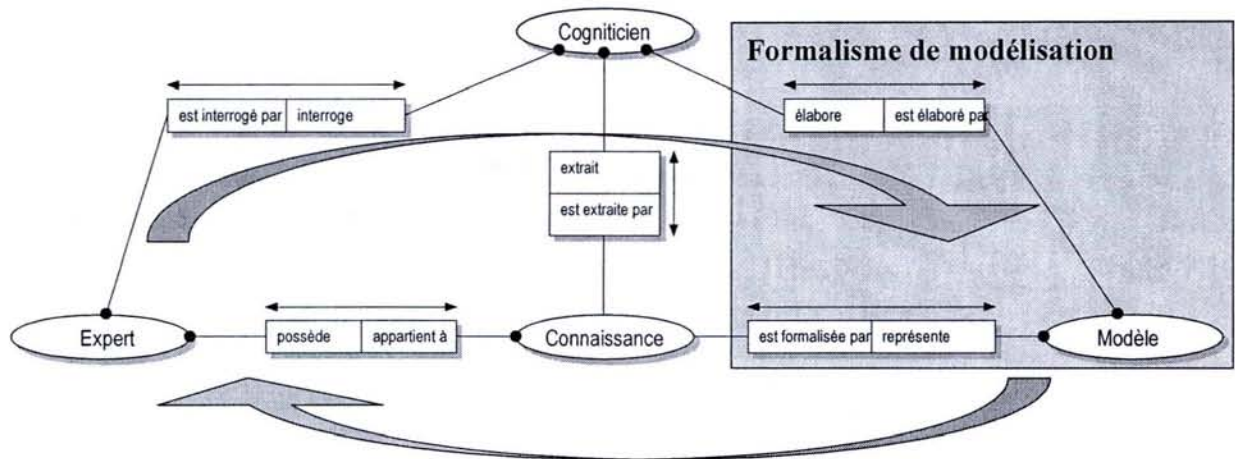 Cogniticien
Formalisme de modélisation
est interrogé par
interroge
élabore
est élaboré par
extrait
est extraite par
Expert
possède
appartient à
Connaissance
est formalisée par
représente
Modèle